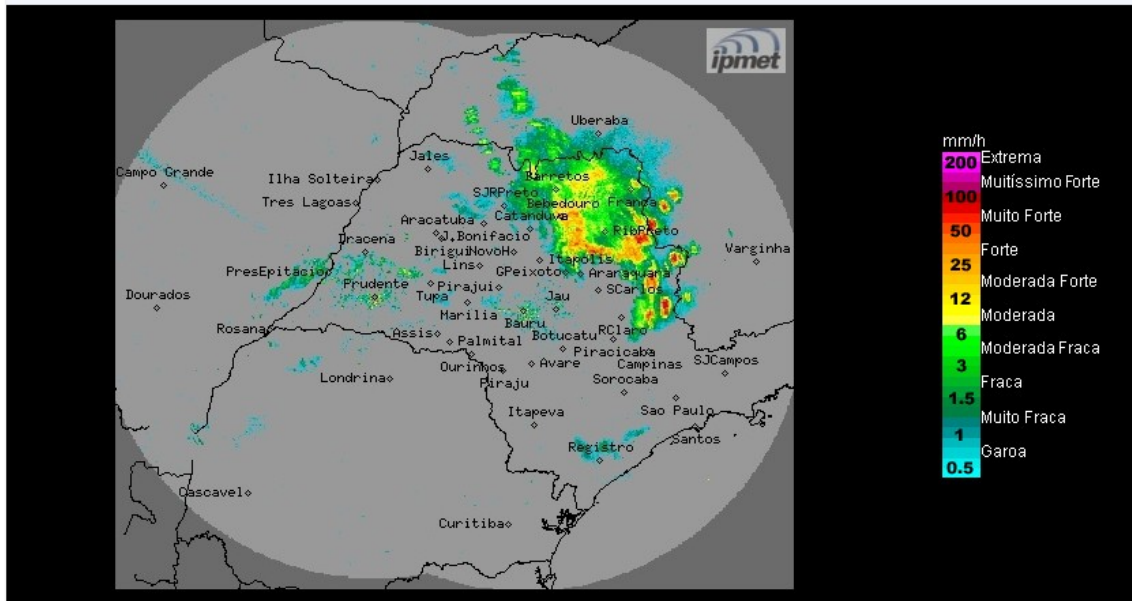 ipmet
Uberaba
Jales
Campo Grande
Ilha Solteira
Barretos
SJRPreto
Tres Lagoas
Bebedouro
Franca
Catanduva
Aracatuba
RibPreto
J.Bonifacio
Dracena
Varginha
Birigui
NovoH
Itapolis
Lins
GPeixoto
Araraquara
PresEpitacio
Prudente
Pirajui
SCarlos
Dourados
Tupa
Jau
Marilia
Bauru
Rosana
Assis
Botucatu
RClaro
Palmital
Piracicaba
Ourinhos
Avare
Campinas
SJCampos
Londrina
Piraju
Sorocaba
Itapeva
Sao Paulo
Santos
Registro
Cascavel
Curitiba
mm/h
200 Extrema
Muitíssimo Forte
100
Muito Forte
50
Forte
25
Moderada Forte
12
Moderada
6
Moderada Fraca
3
Fraca
1.5
Muito Fraca
1
Garoa
0.5